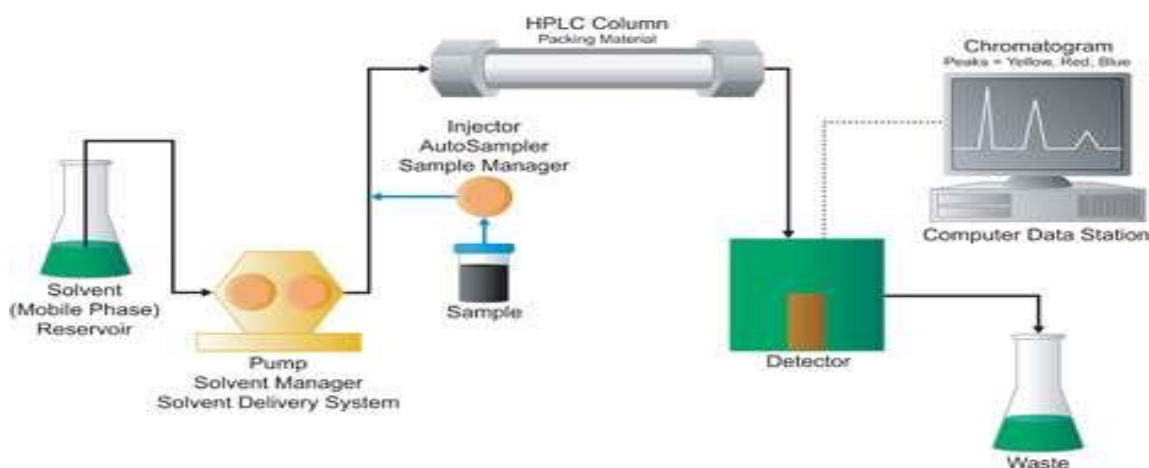 HPLC Column
Packing Material
Chromatogram
Peaks = Yellow, Red, Blue
Injector
AutoSampler
Sample Manager
Computer Data Station
Solvent
(Mobile Phase)
Reservoir
Sample
Pump
Solvent Manager
Solvent Delivery System
Detector
Waste